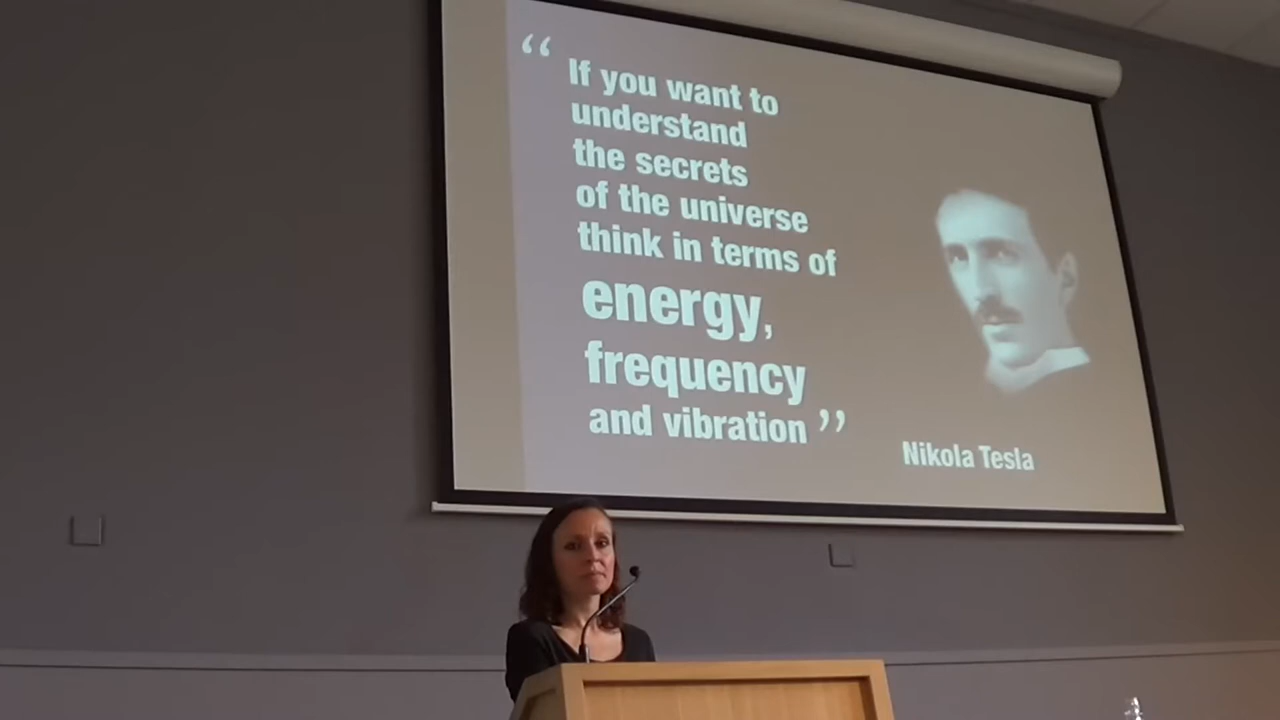 “ If you want to
understand
the secrets
of the universe
think in terms of
energy,
frequency
and vibration ”
Nikola Tesla